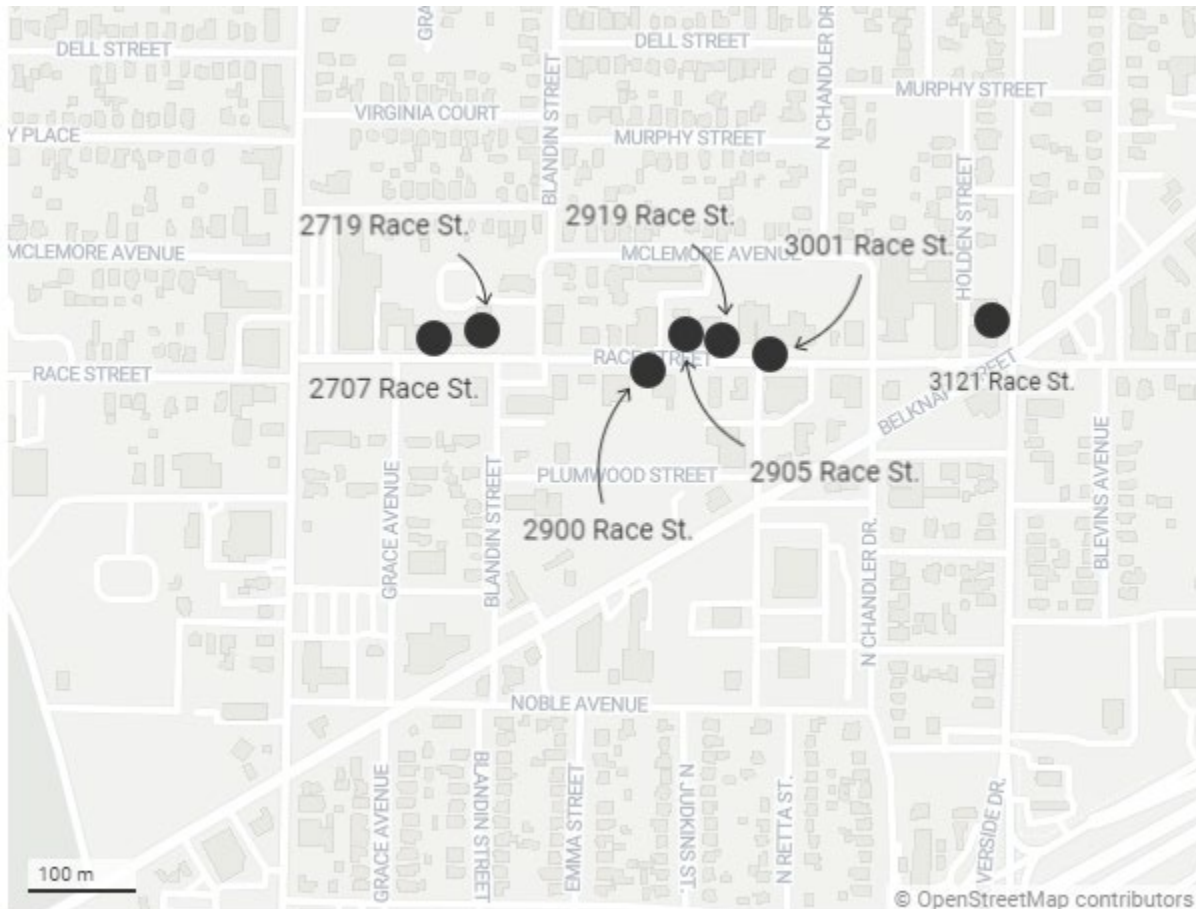 GRA
DELL STREET
DELL STREET
N CHANDLER DR
BLANDIN STREET
MURPHY STREET
VIRGINIA COURT
Y PLACE
MURPHY STREET
2719 Race St.
2919 Race St.
HOLDEN STREET
MCLEMORE AVENUE
MCLEMORE AVENUE
3001 Race St.
RACE STREET
RACE STREET
2707 Race St.
3121 Race St.
BELKNAP STREET
2905 Race St.
PLUMWOOD STREET
2900 Race St.
GRACE AVENUE
BLANDIN STREET
BLEVINS AVENUE
N CHANDLER DR.
NOBLE AVENUE
GRACE AVENUE
BLANDIN STREET
EMMA STREET
N JUDKINS ST.
N RETTA ST.
VERSIDE DR.
100 m
© OpenStreetMap contributors